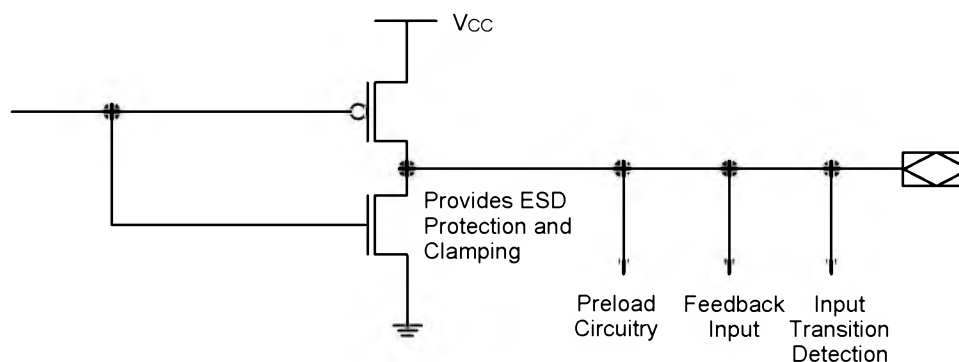 VCC
Provides ESD
Protection and
Clamping
Preload
Circuitry
Feedback
Input
Input
Transition
Detection